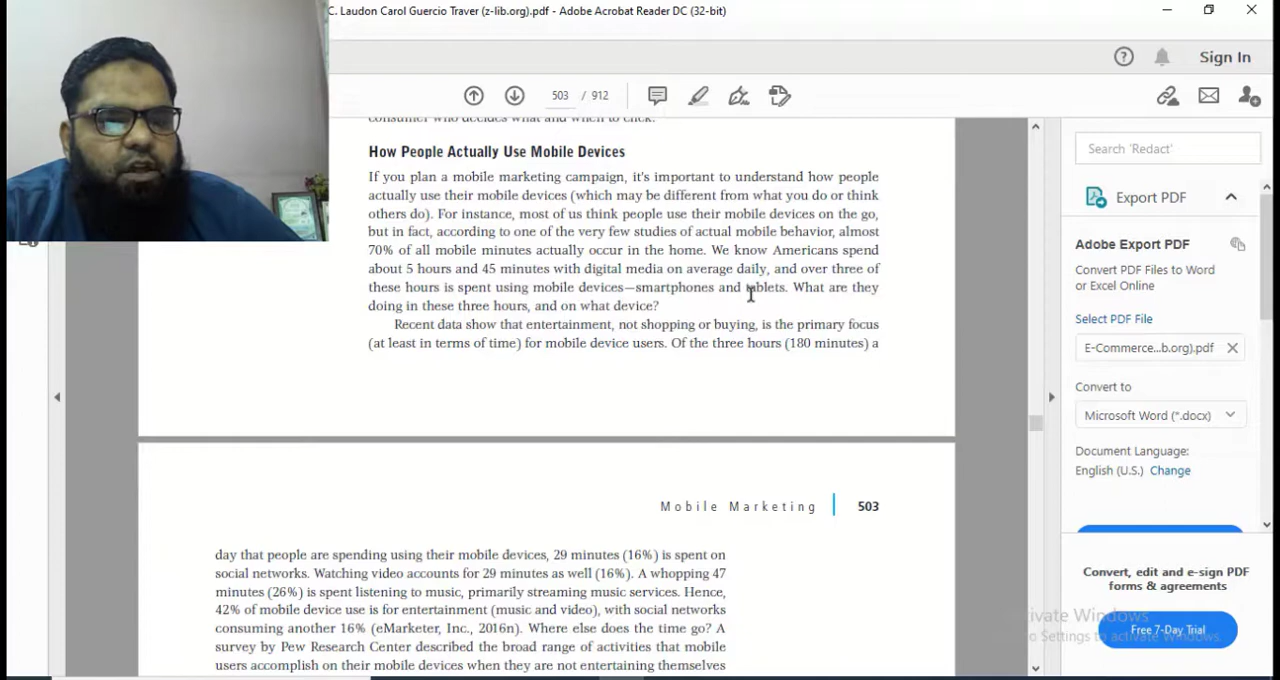 C. Laudon Carol Guercio Traver (z-lib.org).pdf - Adobe Acrobat Reader DC (32-bit)
Sign In
503 / 912
consumer who decides what and when to click.
How People Actually Use Mobile Devices
If you plan a mobile marketing campaign, it's important to understand how people
actually use their mobile devices (which may be different from what you do or think
others do). For instance, most of us think people use their mobile devices on the go,
but in fact, according to one of the very few studies of actual mobile behavior, almost
70% of all mobile minutes actually occur in the home. We know Americans spend
about 5 hours and 45 minutes with digital media on average daily, and over three of
these hours is spent using mobile devices—smartphones and tablets. What are they
doing in these three hours, and on what device?
Recent data show that entertainment, not shopping or buying, is the primary focus
(at least in terms of time) for mobile device users. Of the three hours (180 minutes) a
Mobile Marketing 503
day that people are spending using their mobile devices, 29 minutes (16%) is spent on
social networks. Watching video accounts for 29 minutes as well (16%). A whopping 47
minutes (26%) is spent listening to music, primarily streaming music services. Hence,
42% of mobile device use is for entertainment (music and video), with social networks
consuming another 16% (eMarketer, Inc., 2016n). Where else does the time go? A
survey by Pew Research Center described the broad range of activities that mobile
users accomplish on their mobile devices when they are not entertaining themselves
Search 'Redact'
Export PDF
Adobe Export PDF
Convert PDF Files to Word
or Excel Online
Select PDF File
E-Commerce...b.org).pdf
Convert to
Microsoft Word (*.docx)
Document Language:
English (U.S.) Change
Convert, edit and e-sign PDF
forms & agreements
Free 7-Day Trial
ivate Windows
o Settings to activate Windows.